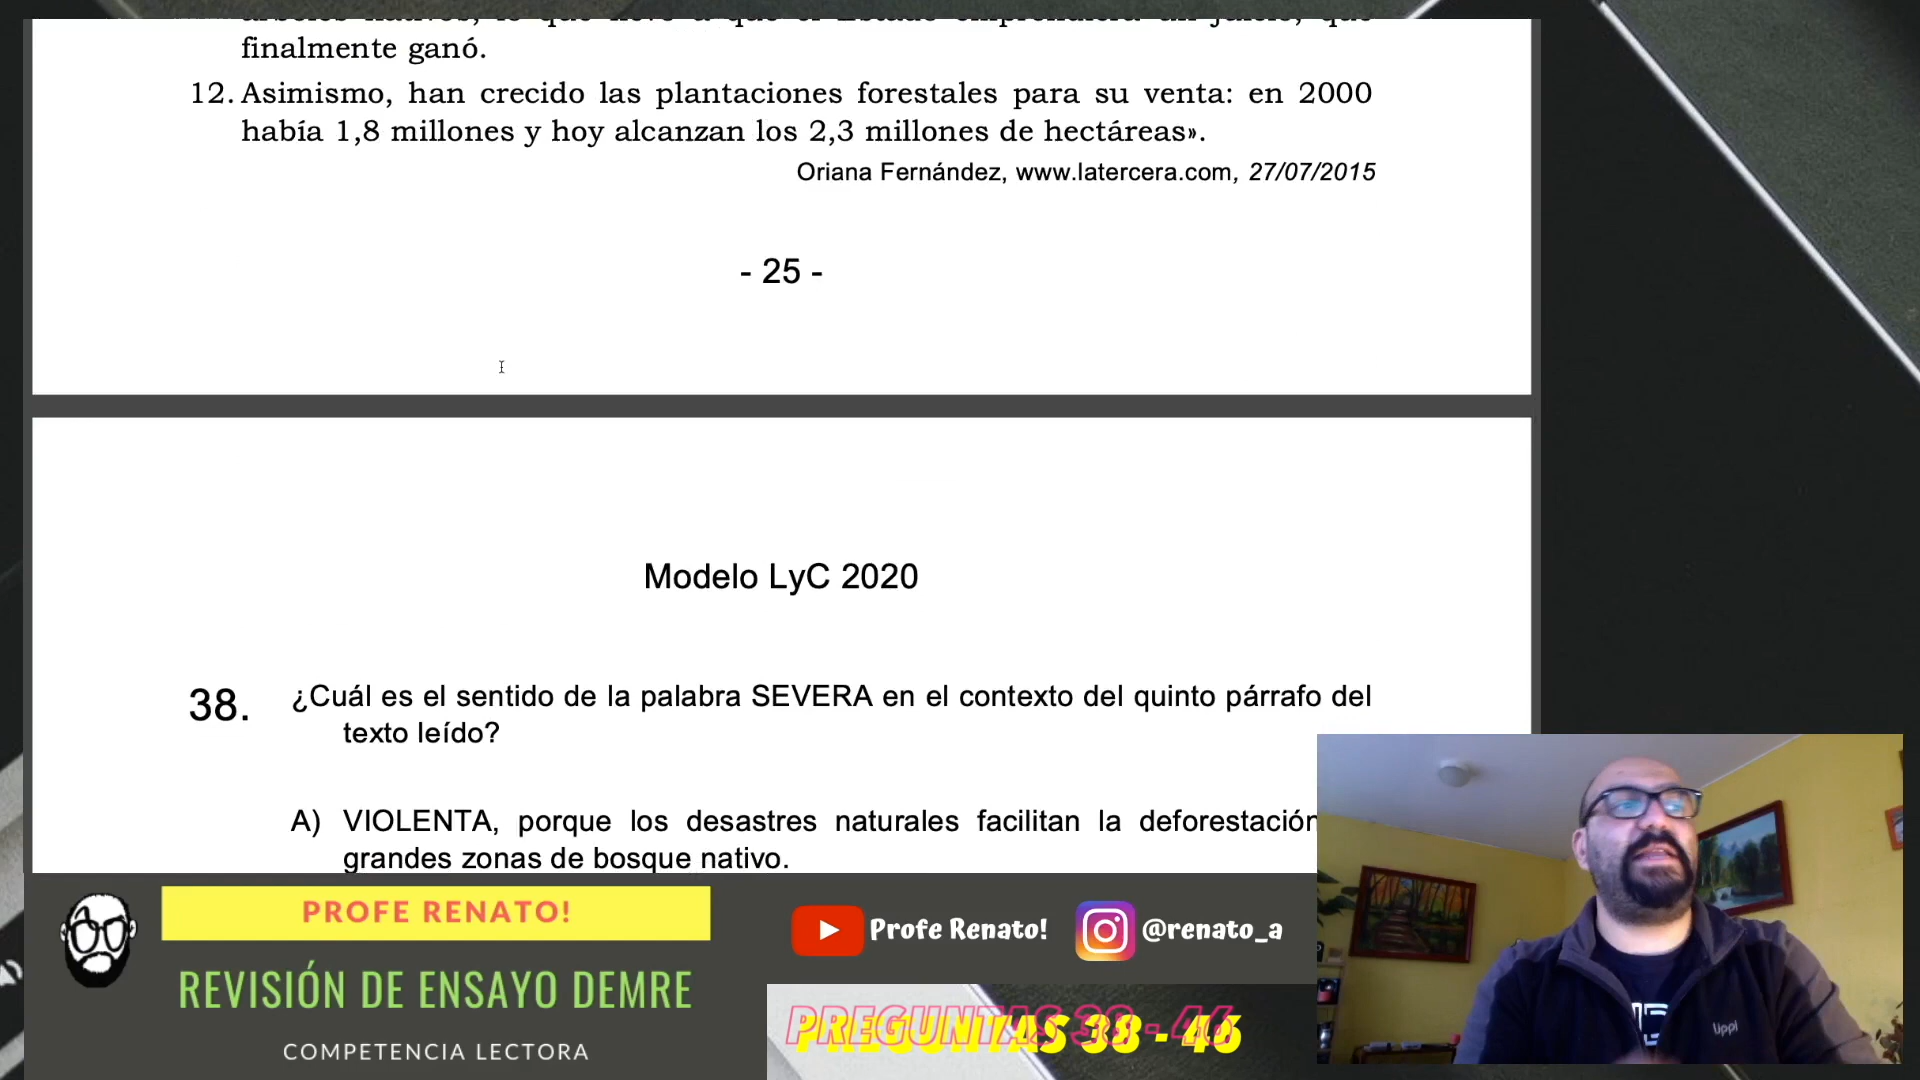 finalmente ganó.
12. Asimismo, han crecido las plantaciones forestales para su venta: en 2000
había 1,8 millones y hoy alcanzan los 2,3 millones de hectáreas».
Oriana Fernández, www.latercera.com, 27/07/2015
- 25 -
Modelo LyC 2020
38. ¿Cuál es el sentido de la palabra SEVERA en el contexto del quinto párrafo del
texto leído?
A) VIOLENTA, porque los desastres naturales facilitan la deforestación
grandes zonas de bosque nativo.
PROFE RENATO!
REVISIÓN DE ENSAYO DEMRE
COMPETENCIA LECTORA
Profe Renato!
@renato_a
PREGUNTAS 38 - 46
Uppl